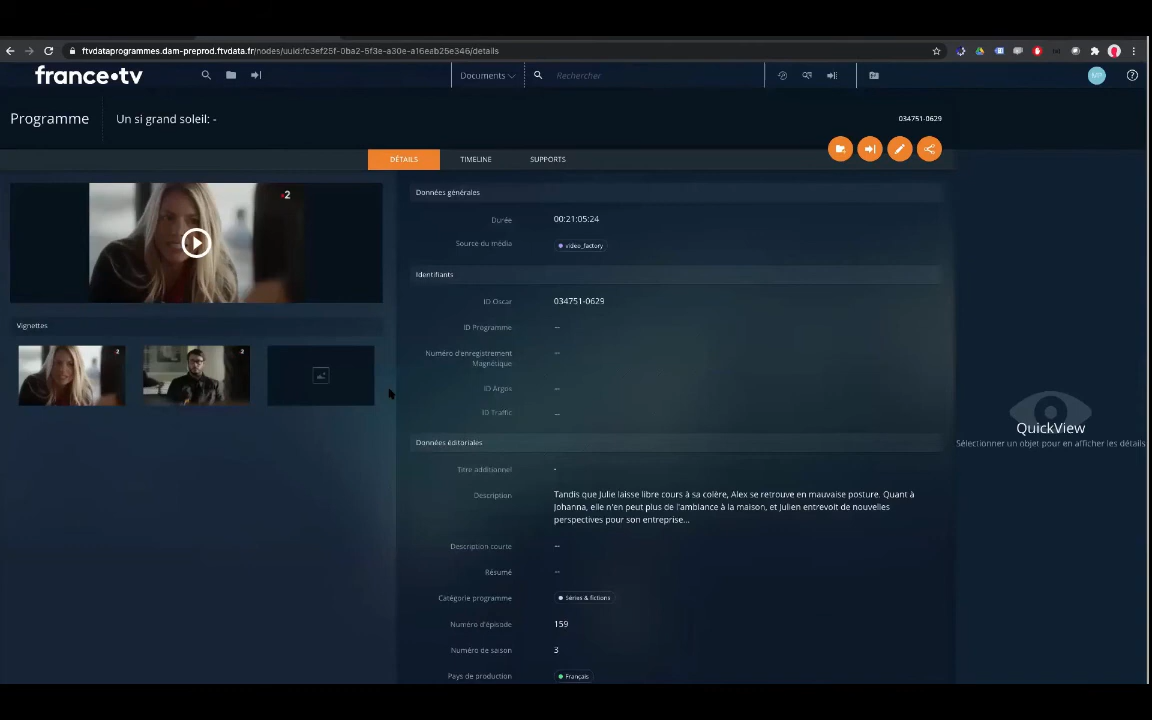 ftvdataprogrammes.dam-preprod.ftvdata.fr/nodes/uuid:fc3ef25f-0ba2-5f3e-a30e-a16eab25e346/details
france•tv
Documents
Rechercher
Programme
Un si grand soleil: -
034751-0629
DÉTAILS
TIMELINE
SUPPORTS
Données générales
Durée
00:21:05:24
Source du média
video_factory
Identifiants
ID Oscar
034751-0629
ID Programme
--
Numéro d'enregistrement
Magnétique
--
ID Argos
--
ID Traffic
--
Données éditoriales
Titre additionnel
-
Description
Tandis que Julie laisse libre cours à sa colère, Alex se retrouve en mauvaise posture. Quant à
Johanna, elle n'en peut plus de l'ambiance à la maison, et Julien entrevoit de nouvelles
perspectives pour son entreprise...
Description courte
--
Résumé
--
Catégorie programme
Séries & fictions
Numéro d'épisode
159
Numéro de saison
3
Pays de production
Français
2
Vignettes
2
2
QuickView
Sélectionner un objet pour en afficher les détails